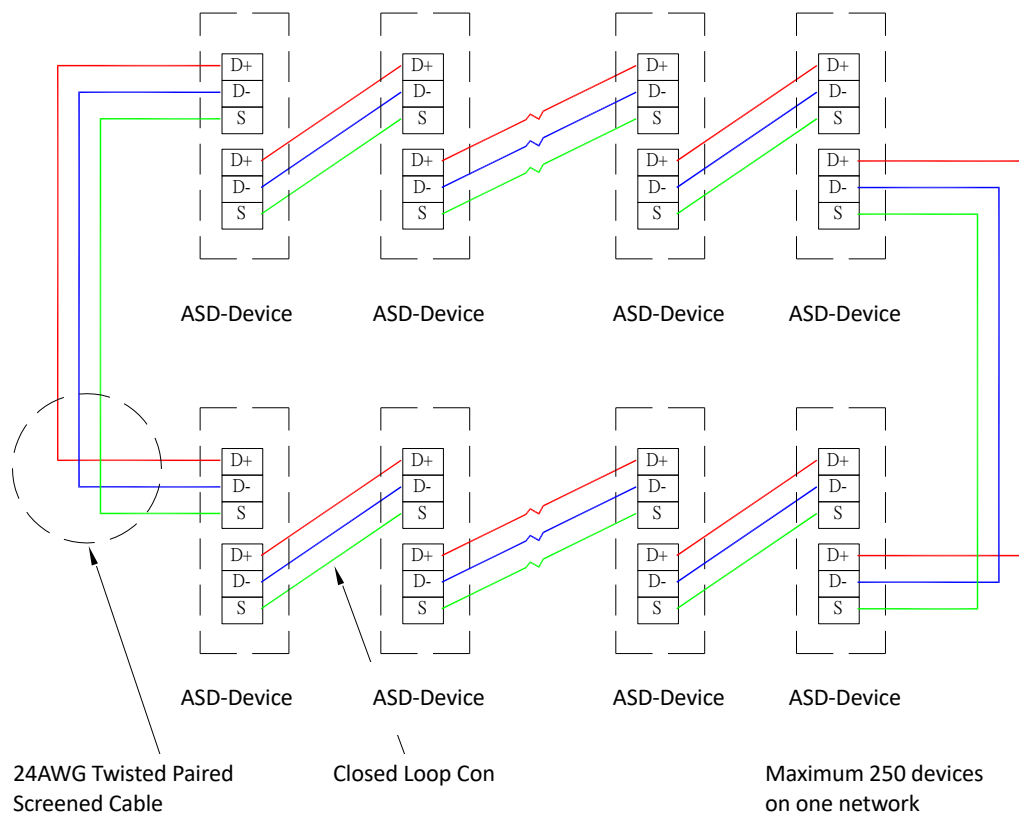 D+
D-
S
D+
D-
S
D+
D-
S
D+
D-
S
D+
D-
S
D+
D-
S
D+
D-
S
D+
D-
S
ASD-Device
ASD-Device
ASD-Device
ASD-Device
D+
D-
S
D+
D-
S
D+
D-
S
D+
D-
S
D+
D-
S
D+
D-
S
D+
D-
S
D+
D-
S
ASD-Device
ASD-Device
ASD-Device
ASD-Device
24AWG Twisted Paired
Screened Cable
Closed Loop Con
Maximum 250 devices
on one network